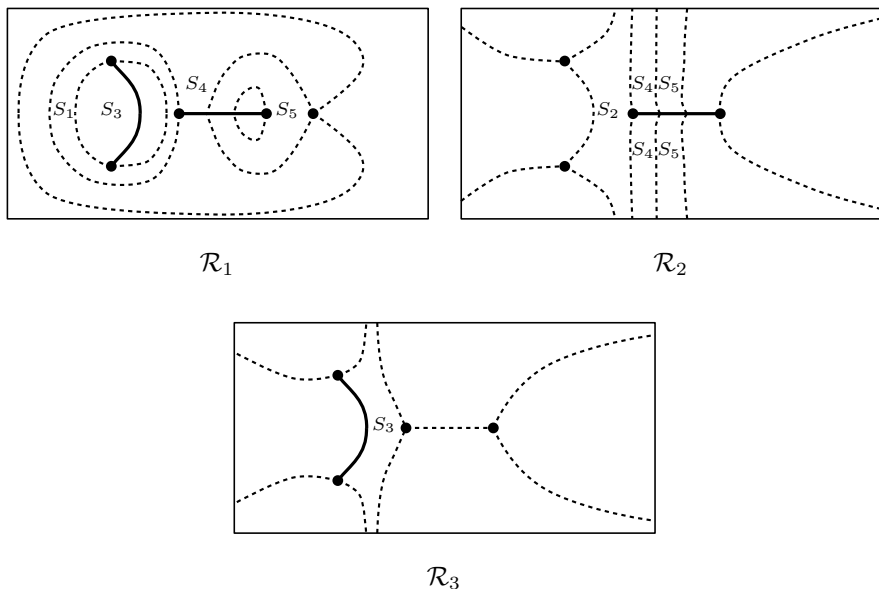 S₁ S₃ S₄ S₅
S₄ S₅
S₂
S₄ S₅
ℛ₁ ℛ₂
S₃
ℛ₃